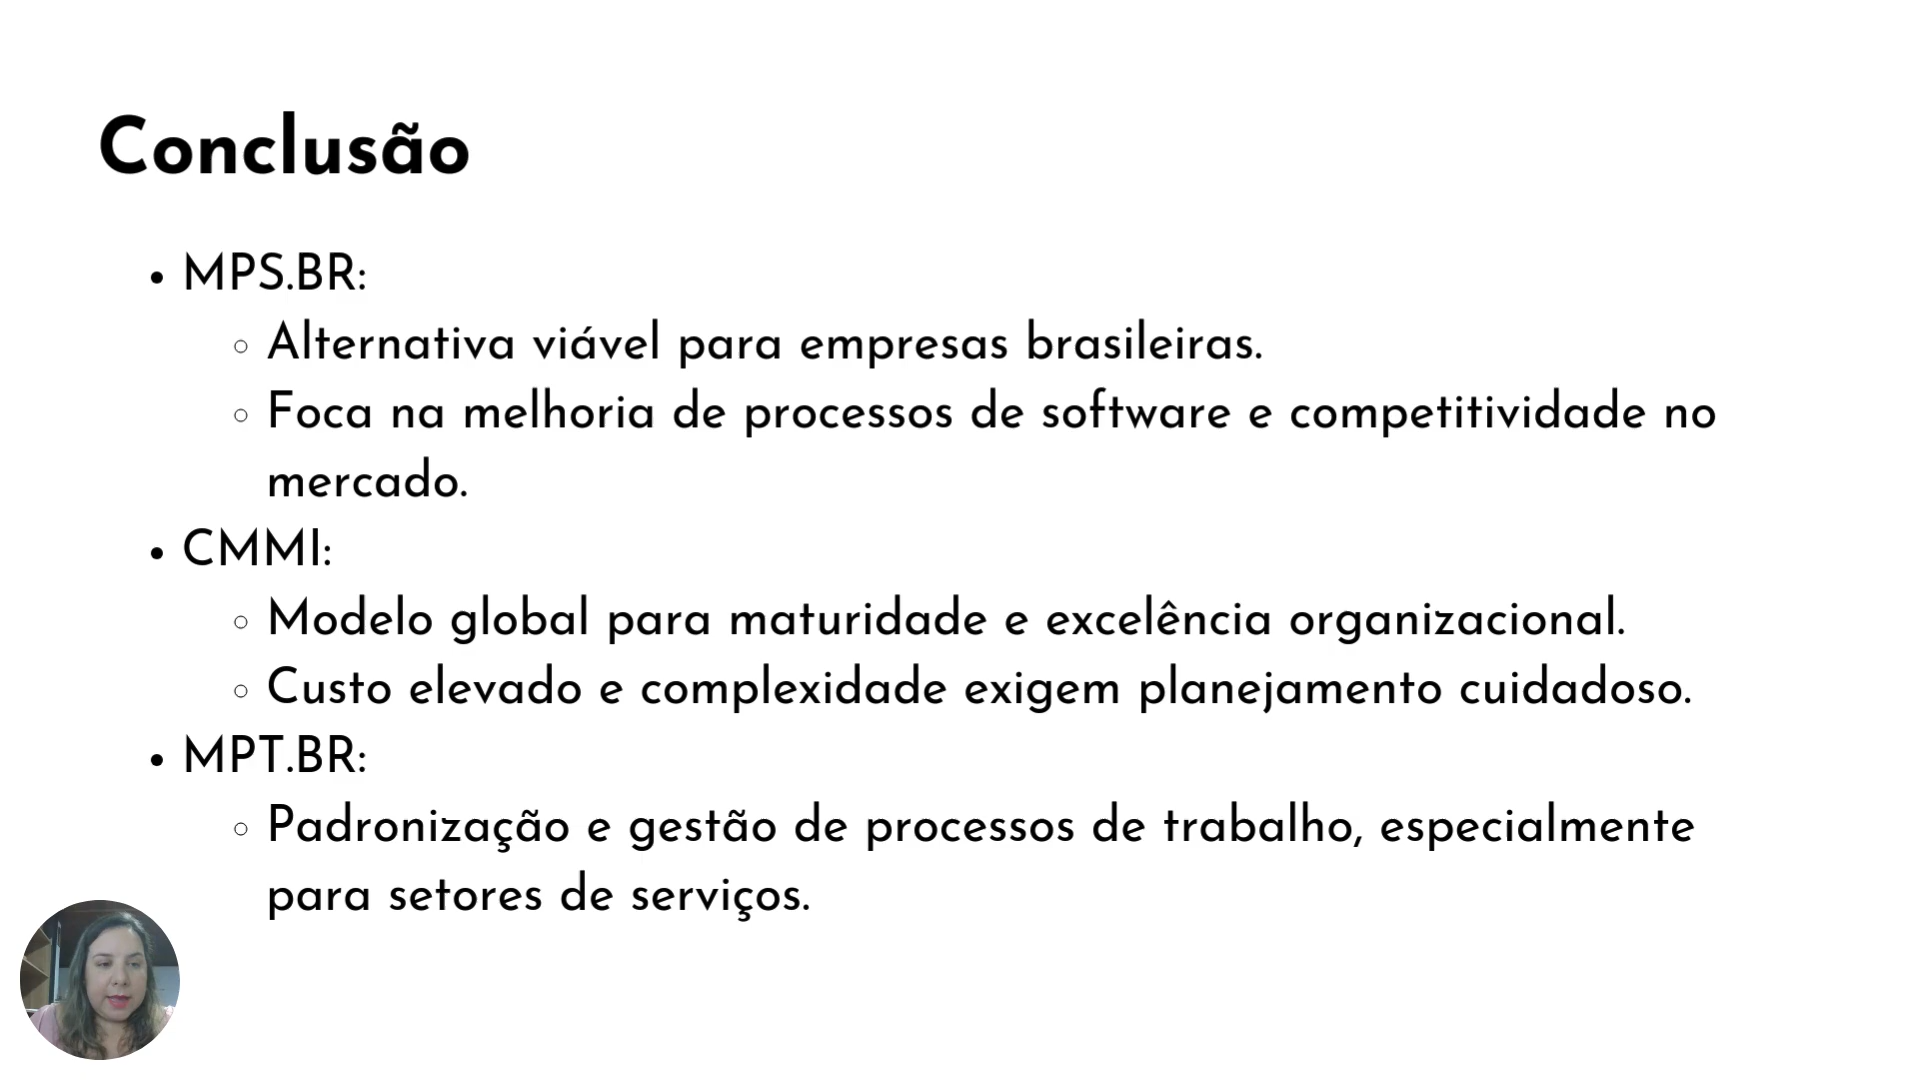 Conclusão
• MPS.BR:
◦ Alternativa viável para empresas brasileiras.
◦ Foca na melhoria de processos de software e competitividade no
mercado.
• CMMI:
◦ Modelo global para maturidade e excelência organizacional.
◦ Custo elevado e complexidade exigem planejamento cuidadoso.
• MPT.BR:
◦ Padronização e gestão de processos de trabalho, especialmente
para setores de serviços.